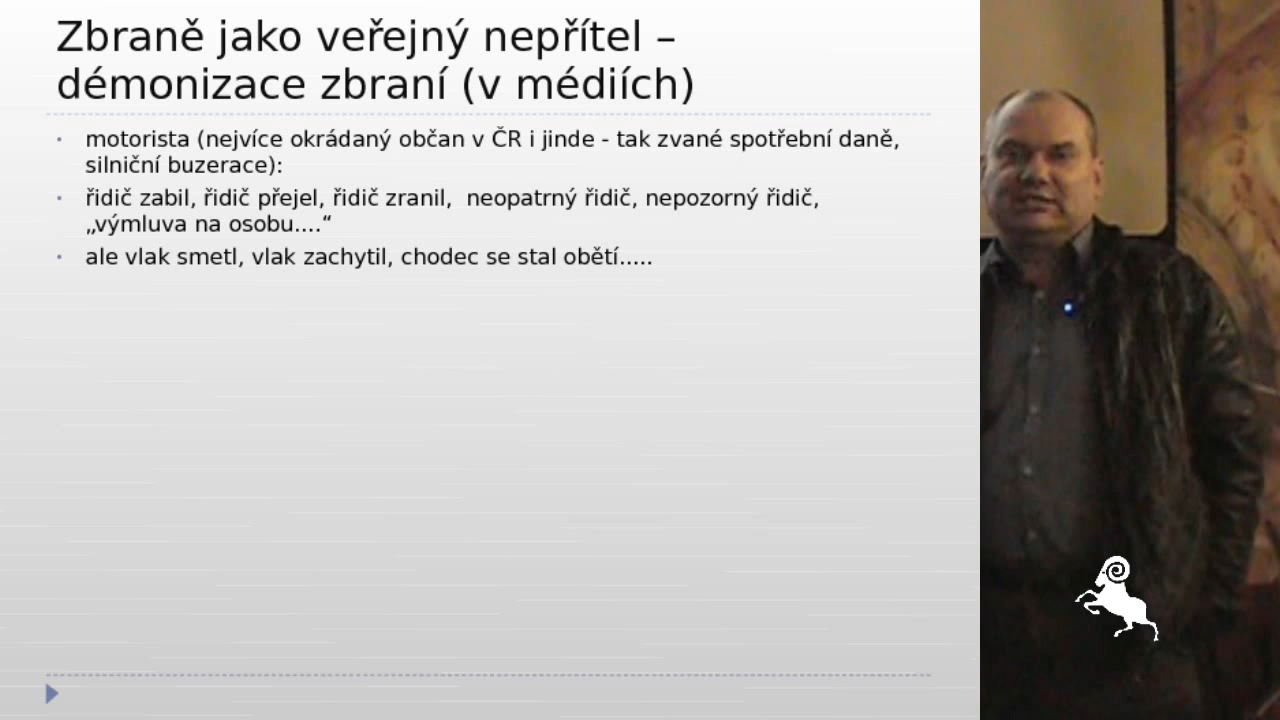 Zbraně jako veřejný nepřítel –
démonizace zbraní (v médiích)
motorista (nejvíce okrádaný občan v ČR i jinde - tak zvané spotřební daně,
silniční buzerace):
řidič zabil, řidič přejel, řidič zranil,  neopatrný řidič, nepozorný řidič,
„výmluva na osobu....“
ale vlak smetl, vlak zachytil, chodec se stal obětí.....